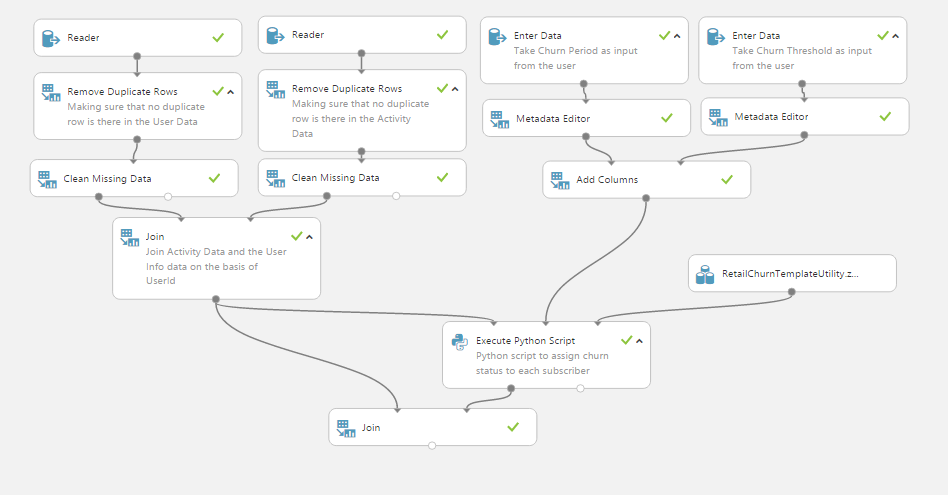 Reader
Reader
Enter Data
Take Churn Period as input
from the user
Enter Data
Take Churn Threshold as input
from the user
Remove Duplicate Rows
Making sure that no duplicate
row is there in the User Data
Remove Duplicate Rows
Making sure that no duplicate
row is there in the Activity
Data
Metadata Editor
Metadata Editor
Clean Missing Data
Clean Missing Data
Add Columns
Join
Join Activity Data and the User
Info data on the basis of
UserId
RetailChurnTemplateUtility.z...
Execute Python Script
Python script to assign churn
status to each subscriber
Join